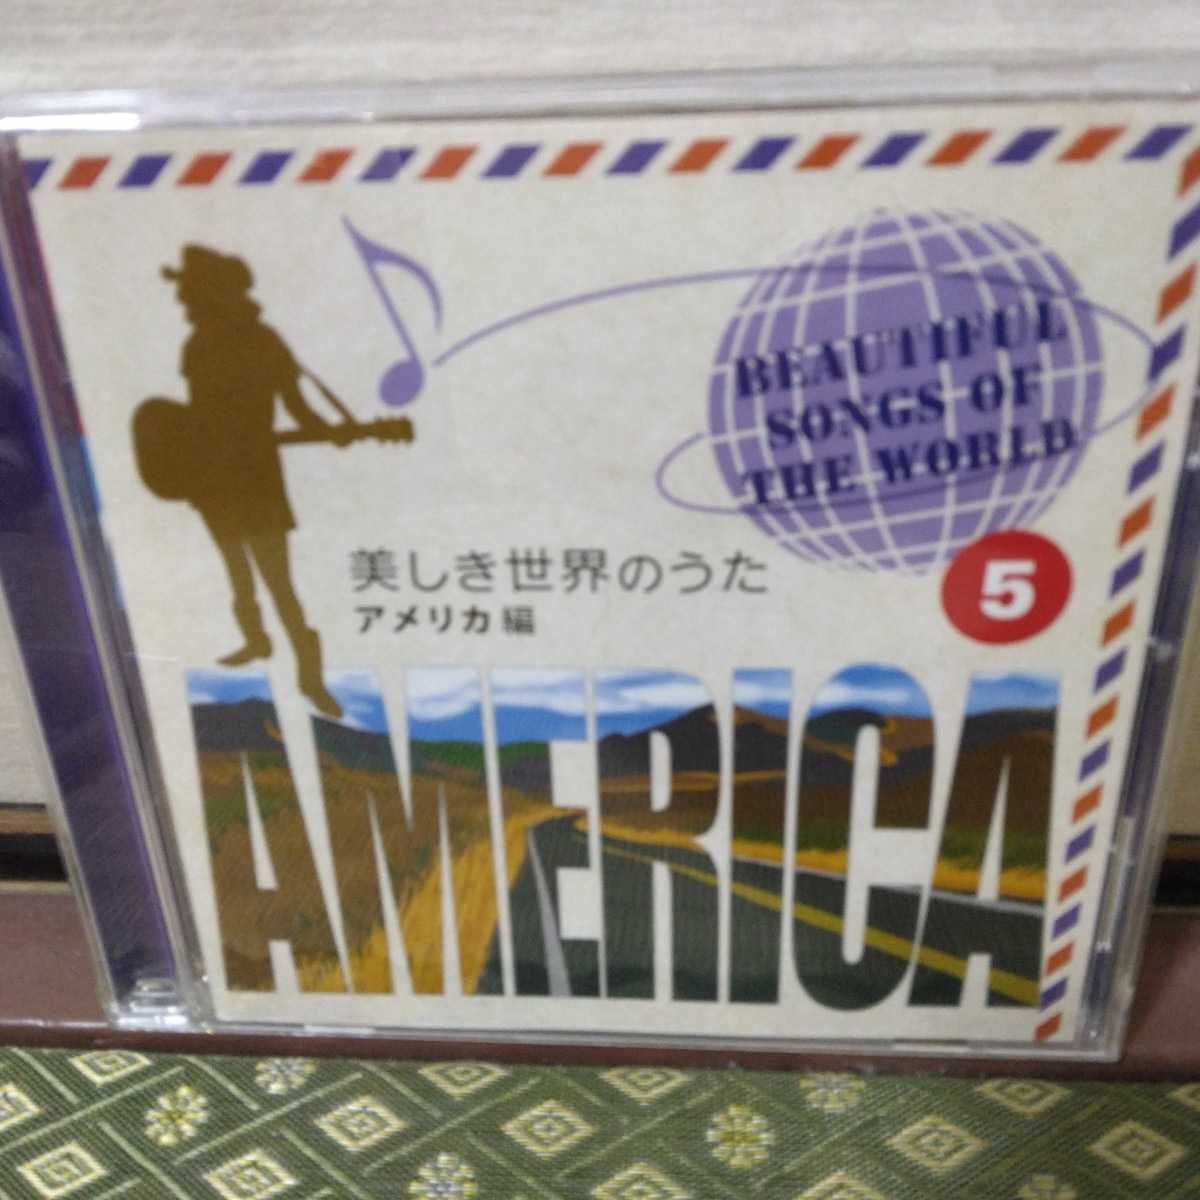 BEAUTIFUL
SONGS OF
THE WORLD
美しき世界のうた
アメリカ編
5
AMERICA